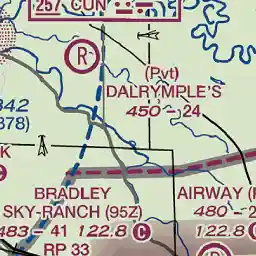 257 CUN
R
(Pvt)
DALRYMPLE'S
450 - 24
342
378)
K
BRADLEY
SKY-RANCH (95Z)
483 - 41 122.8 C
RP 33
AIRWAY (
480 - 2
122.8